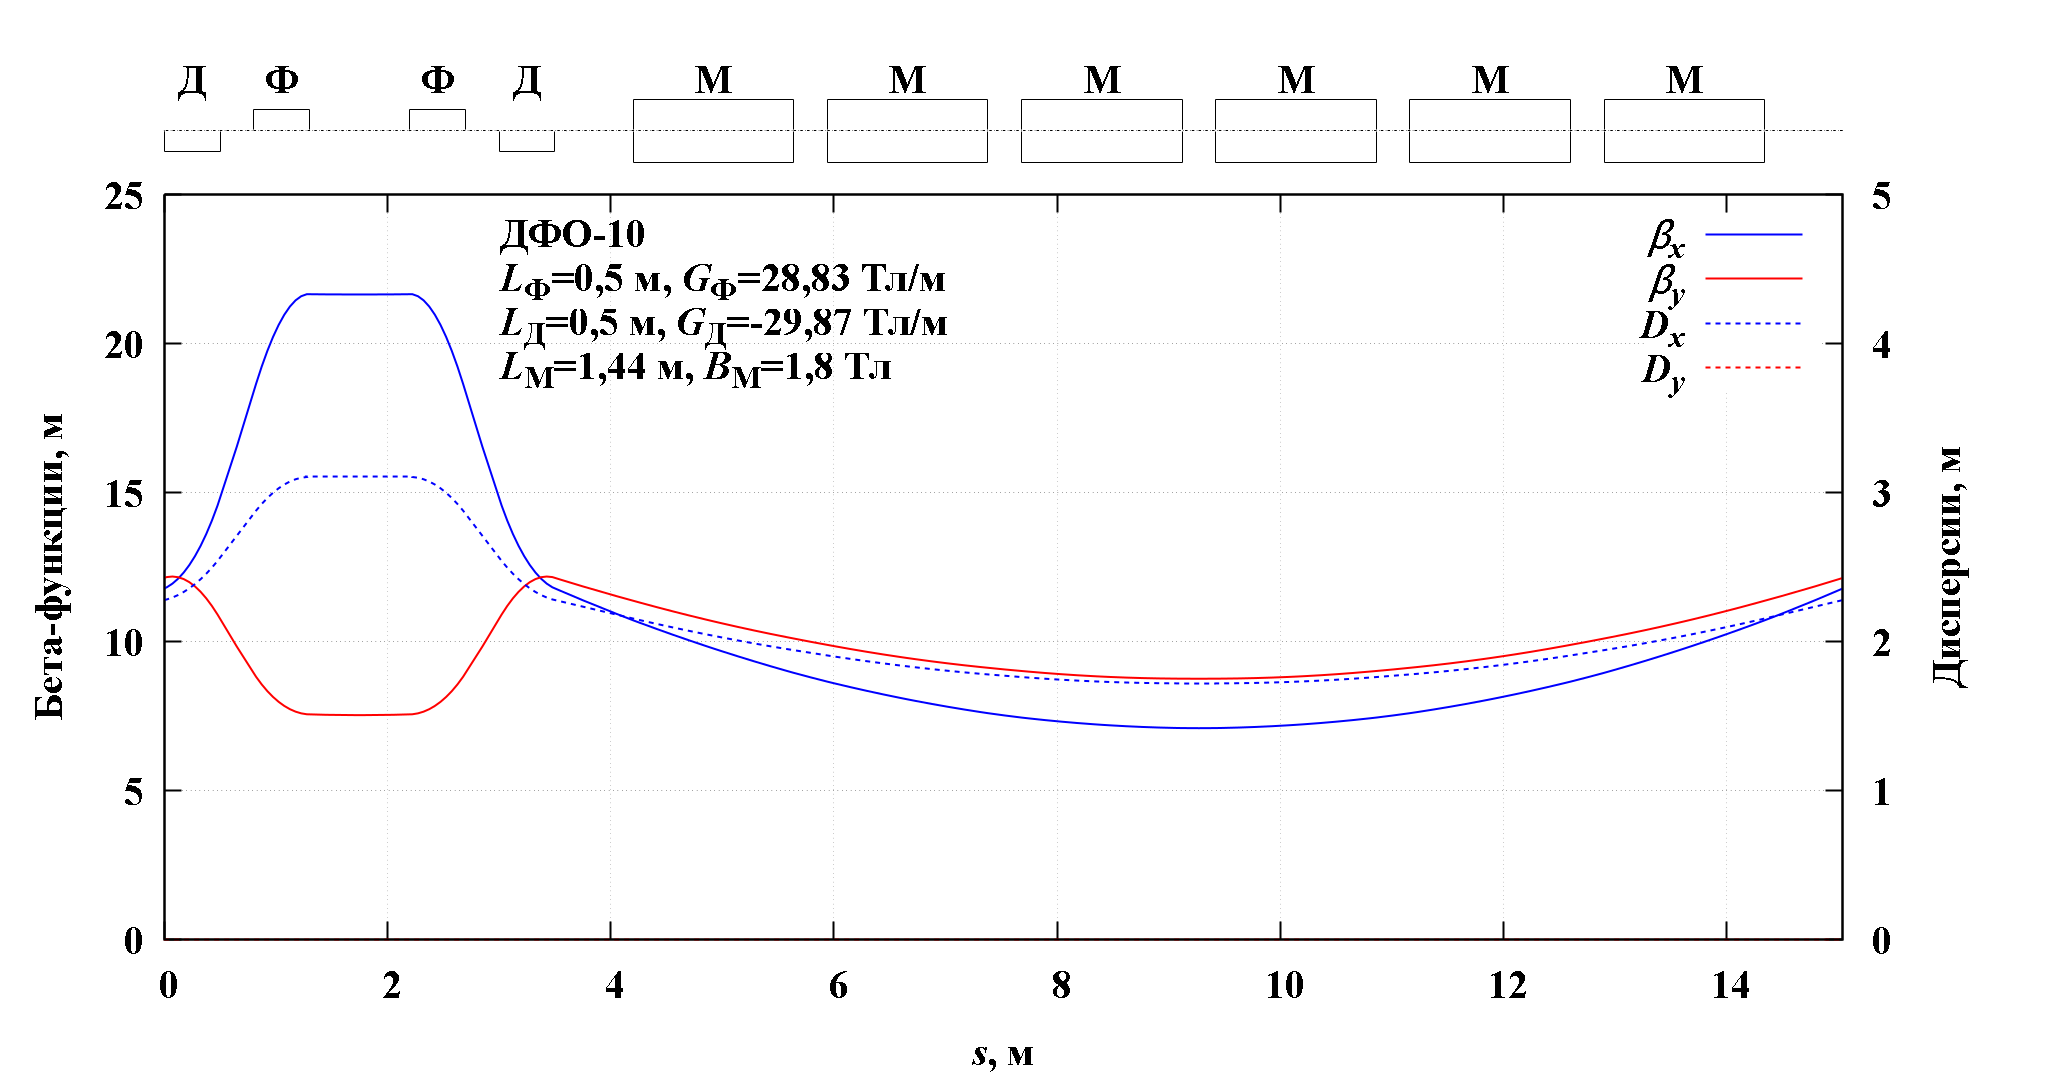 Д Ф Ф Д М М М М М М
25 5
ДФО-10 βx
LФ=0,5 м, GФ=28,83 Тл/м βy
LД=0,5 м, GД=-29,87 Тл/м Dx
20 4
LМ=1,44 м, BМ=1,8 Тл Dy
15 3
Бета-функции, м
Дисперсии, м
10 2
5 1
0 0
0 2 4 6 8 10 12 14
s, м